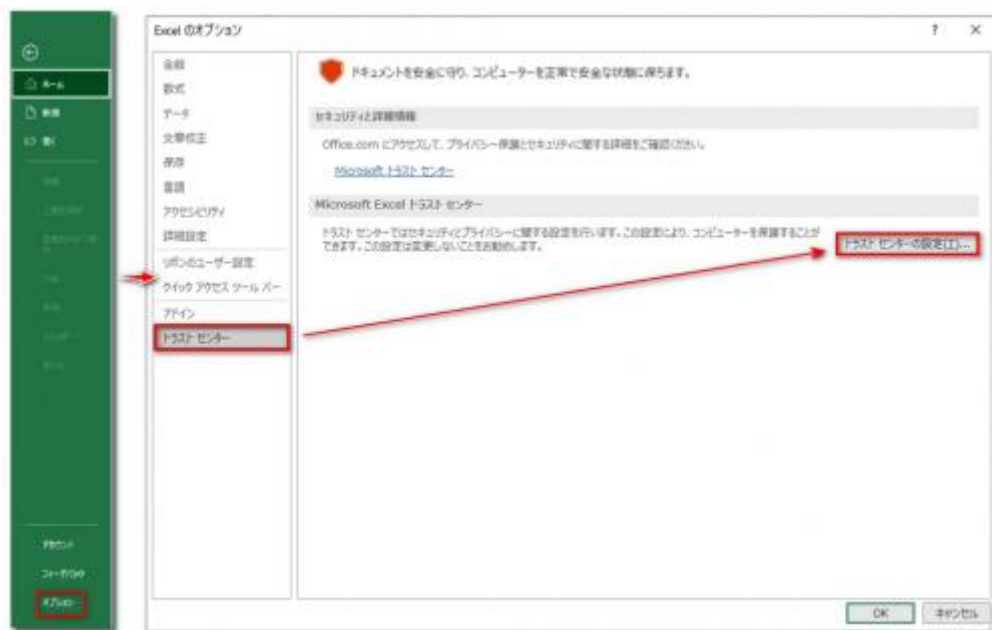 ホーム
新規
開く
アカウント
フィードバック
オプション
Excel のオプション
? ×
全般
数式
データ
文章校正
保存
言語
アクセシビリティ
詳細設定
リボンのユーザー設定
クイック アクセス ツール バー
アドイン
トラスト センター
ドキュメントを安全に守り、コンピューターを正常で安全な状態に保ちます。
セキュリティと詳細情報
Office.com にアクセスして、プライバシー保護とセキュリティに関する詳細をご確認ください。
Microsoft トラスト センター
Microsoft Excel トラスト センター
トラスト センターではセキュリティとプライバシーに関する設定を行います。この設定により、コンピューターを保護することが
できます。この設定は変更しないことをお勧めします。
トラスト センターの設定(T)...
OK
キャンセル